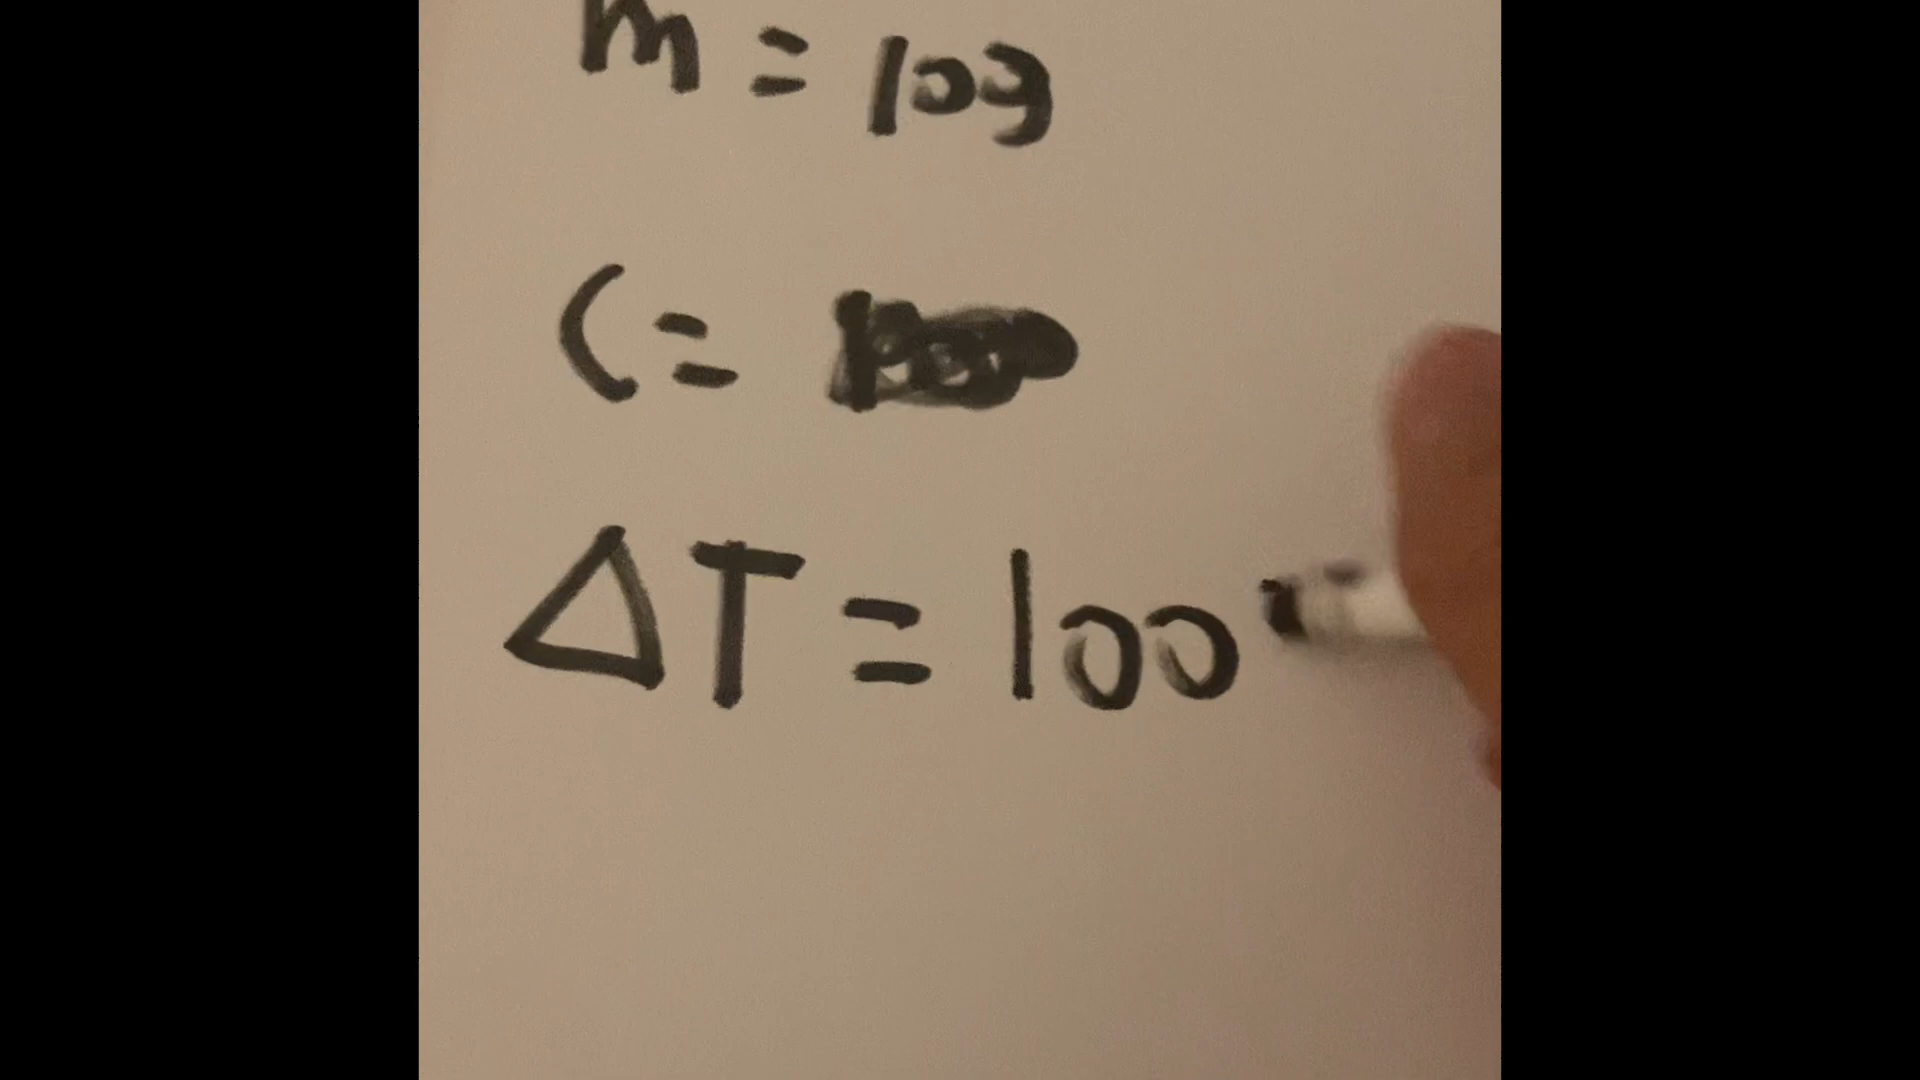 m = 10g
C =
ΔT = 100